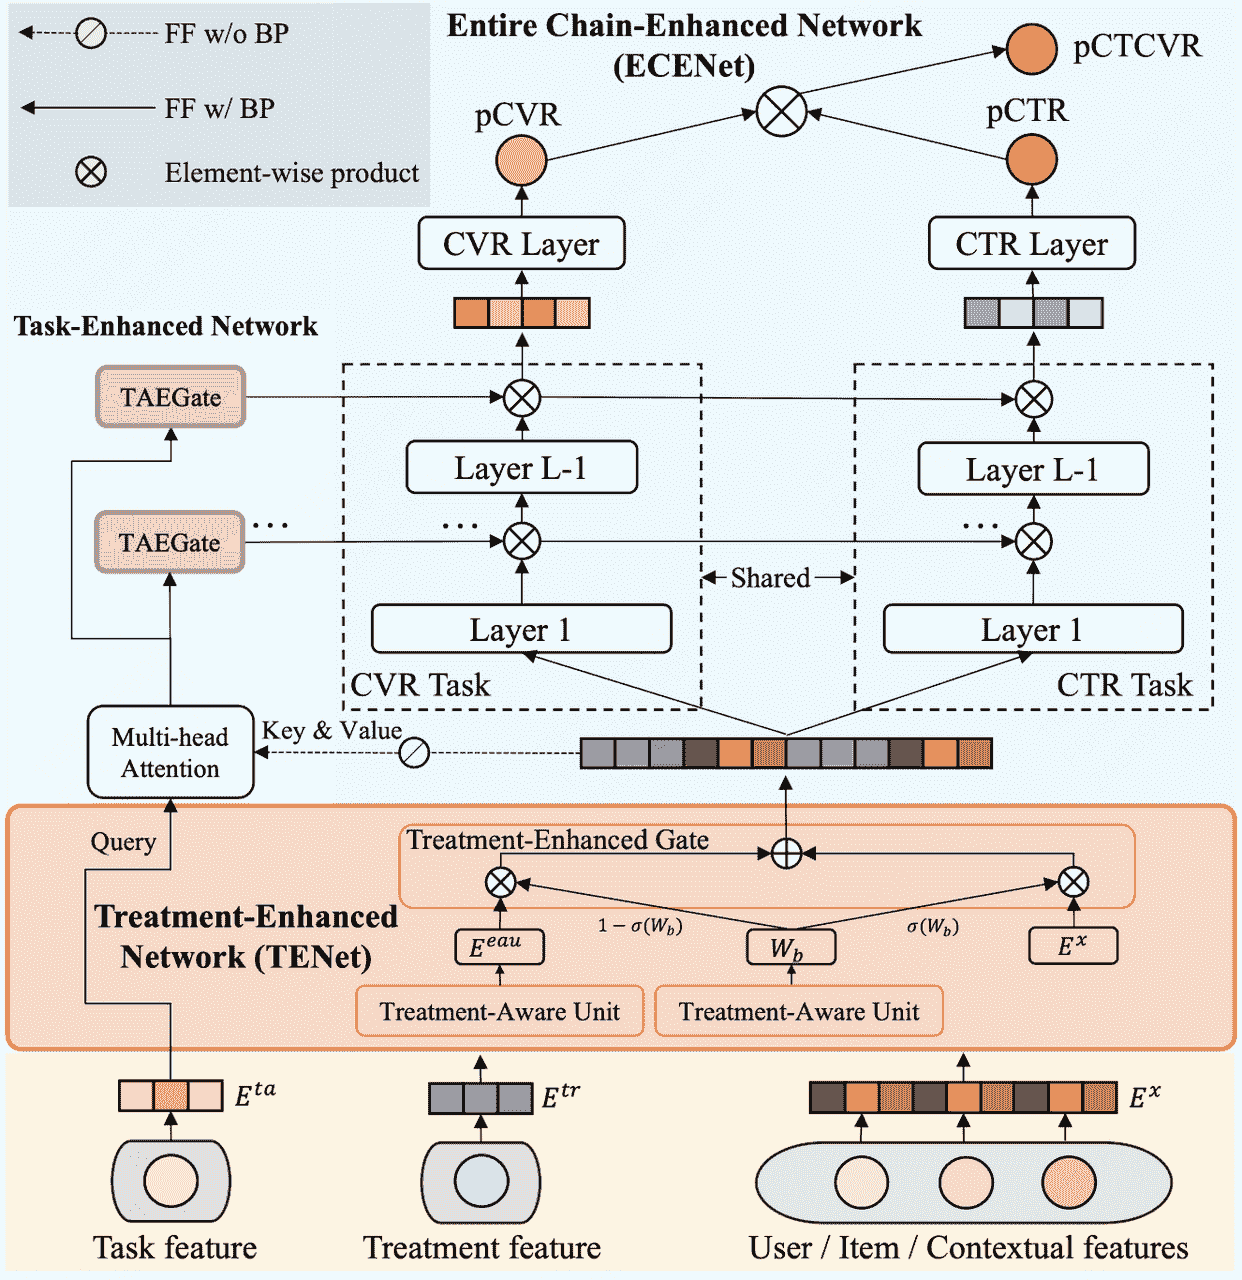 FF w/o BP
FF w/ BP
Element-wise product
Entire Chain-Enhanced Network
(ECENet)
pCTCVR
pCVR
pCTR
CVR Layer
CTR Layer
Task-Enhanced Network
TAEGate
Layer L-1
Layer L-1
TAEGate
...
...
...
Shared
Layer 1
Layer 1
CVR Task
CTR Task
Multi-head
Attention
Key & Value
Query
Treatment-Enhanced Gate
Treatment-Enhanced
Network (TENet)
1 − σ(W_b)
σ(W_b)
E^{eau}
W_b
E^x
Treatment-Aware Unit
Treatment-Aware Unit
E^{ta}
E^{tr}
E^x
Task feature
Treatment feature
User / Item / Contextual features